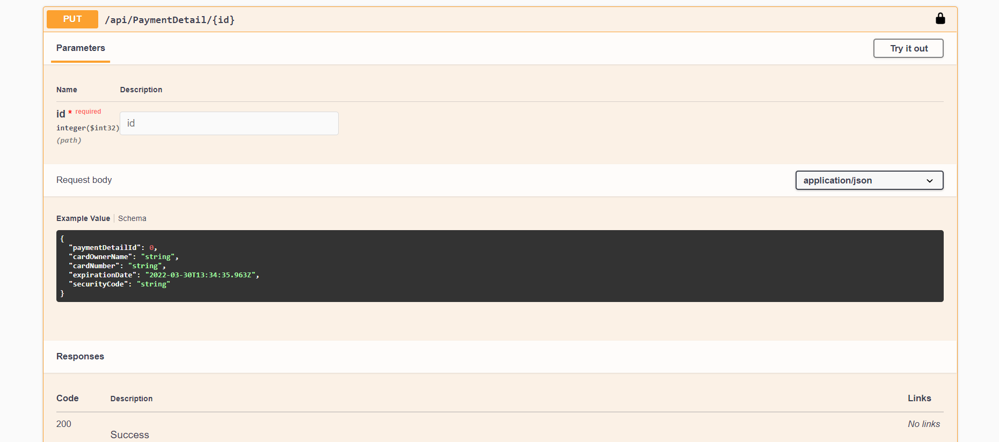 PUT /api/PaymentDetail/{id}
Parameters
Try it out
Name Description
id * required
integer($int32)
(path)
id
Request body
application/json
Example Value Schema
{
  "paymentDetailId": 0,
  "cardOwnerName": "string",
  "cardNumber": "string",
  "expirationDate": "2022-03-30T13:34:35.963Z",
  "securityCode": "string"
}
Responses
Code Description Links
200 No links
Success